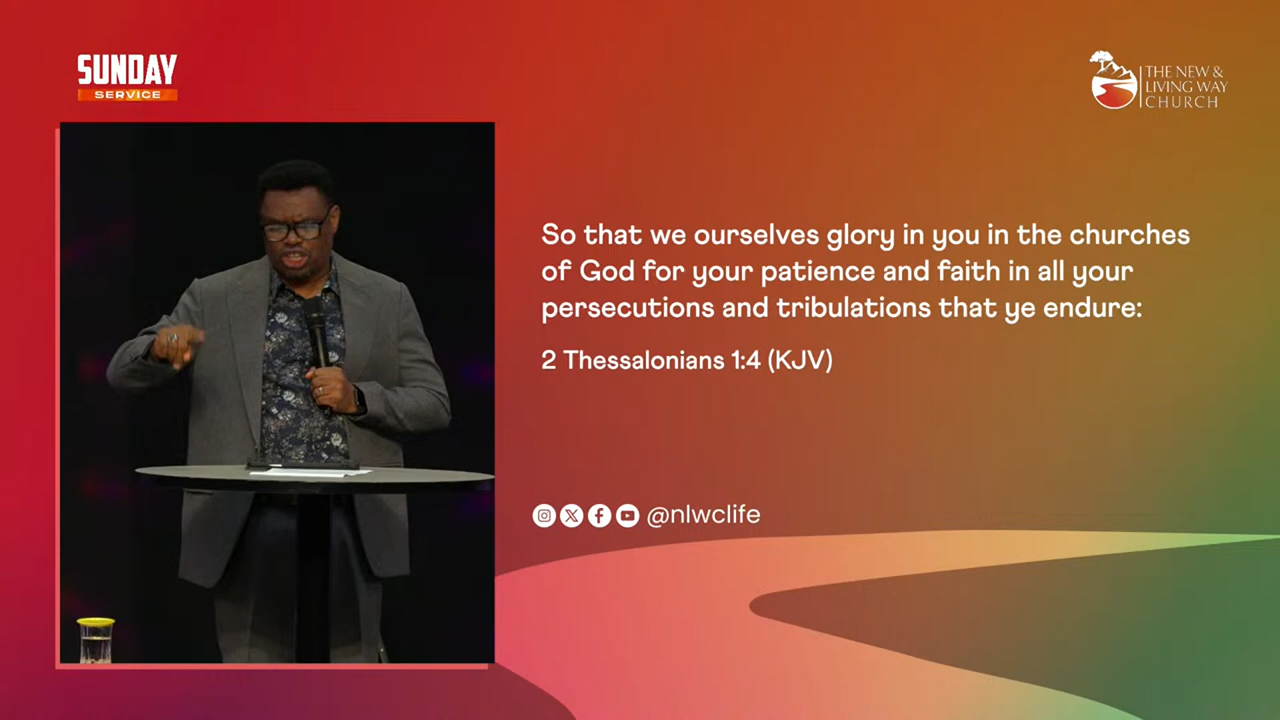 SUNDAY
SERVICE
THE NEW &
LIVING WAY
CHURCH
So that we ourselves glory in you in the churches
of God for your patience and faith in all your
persecutions and tribulations that ye endure:
2 Thessalonians 1:4 (KJV)
@nlwclife